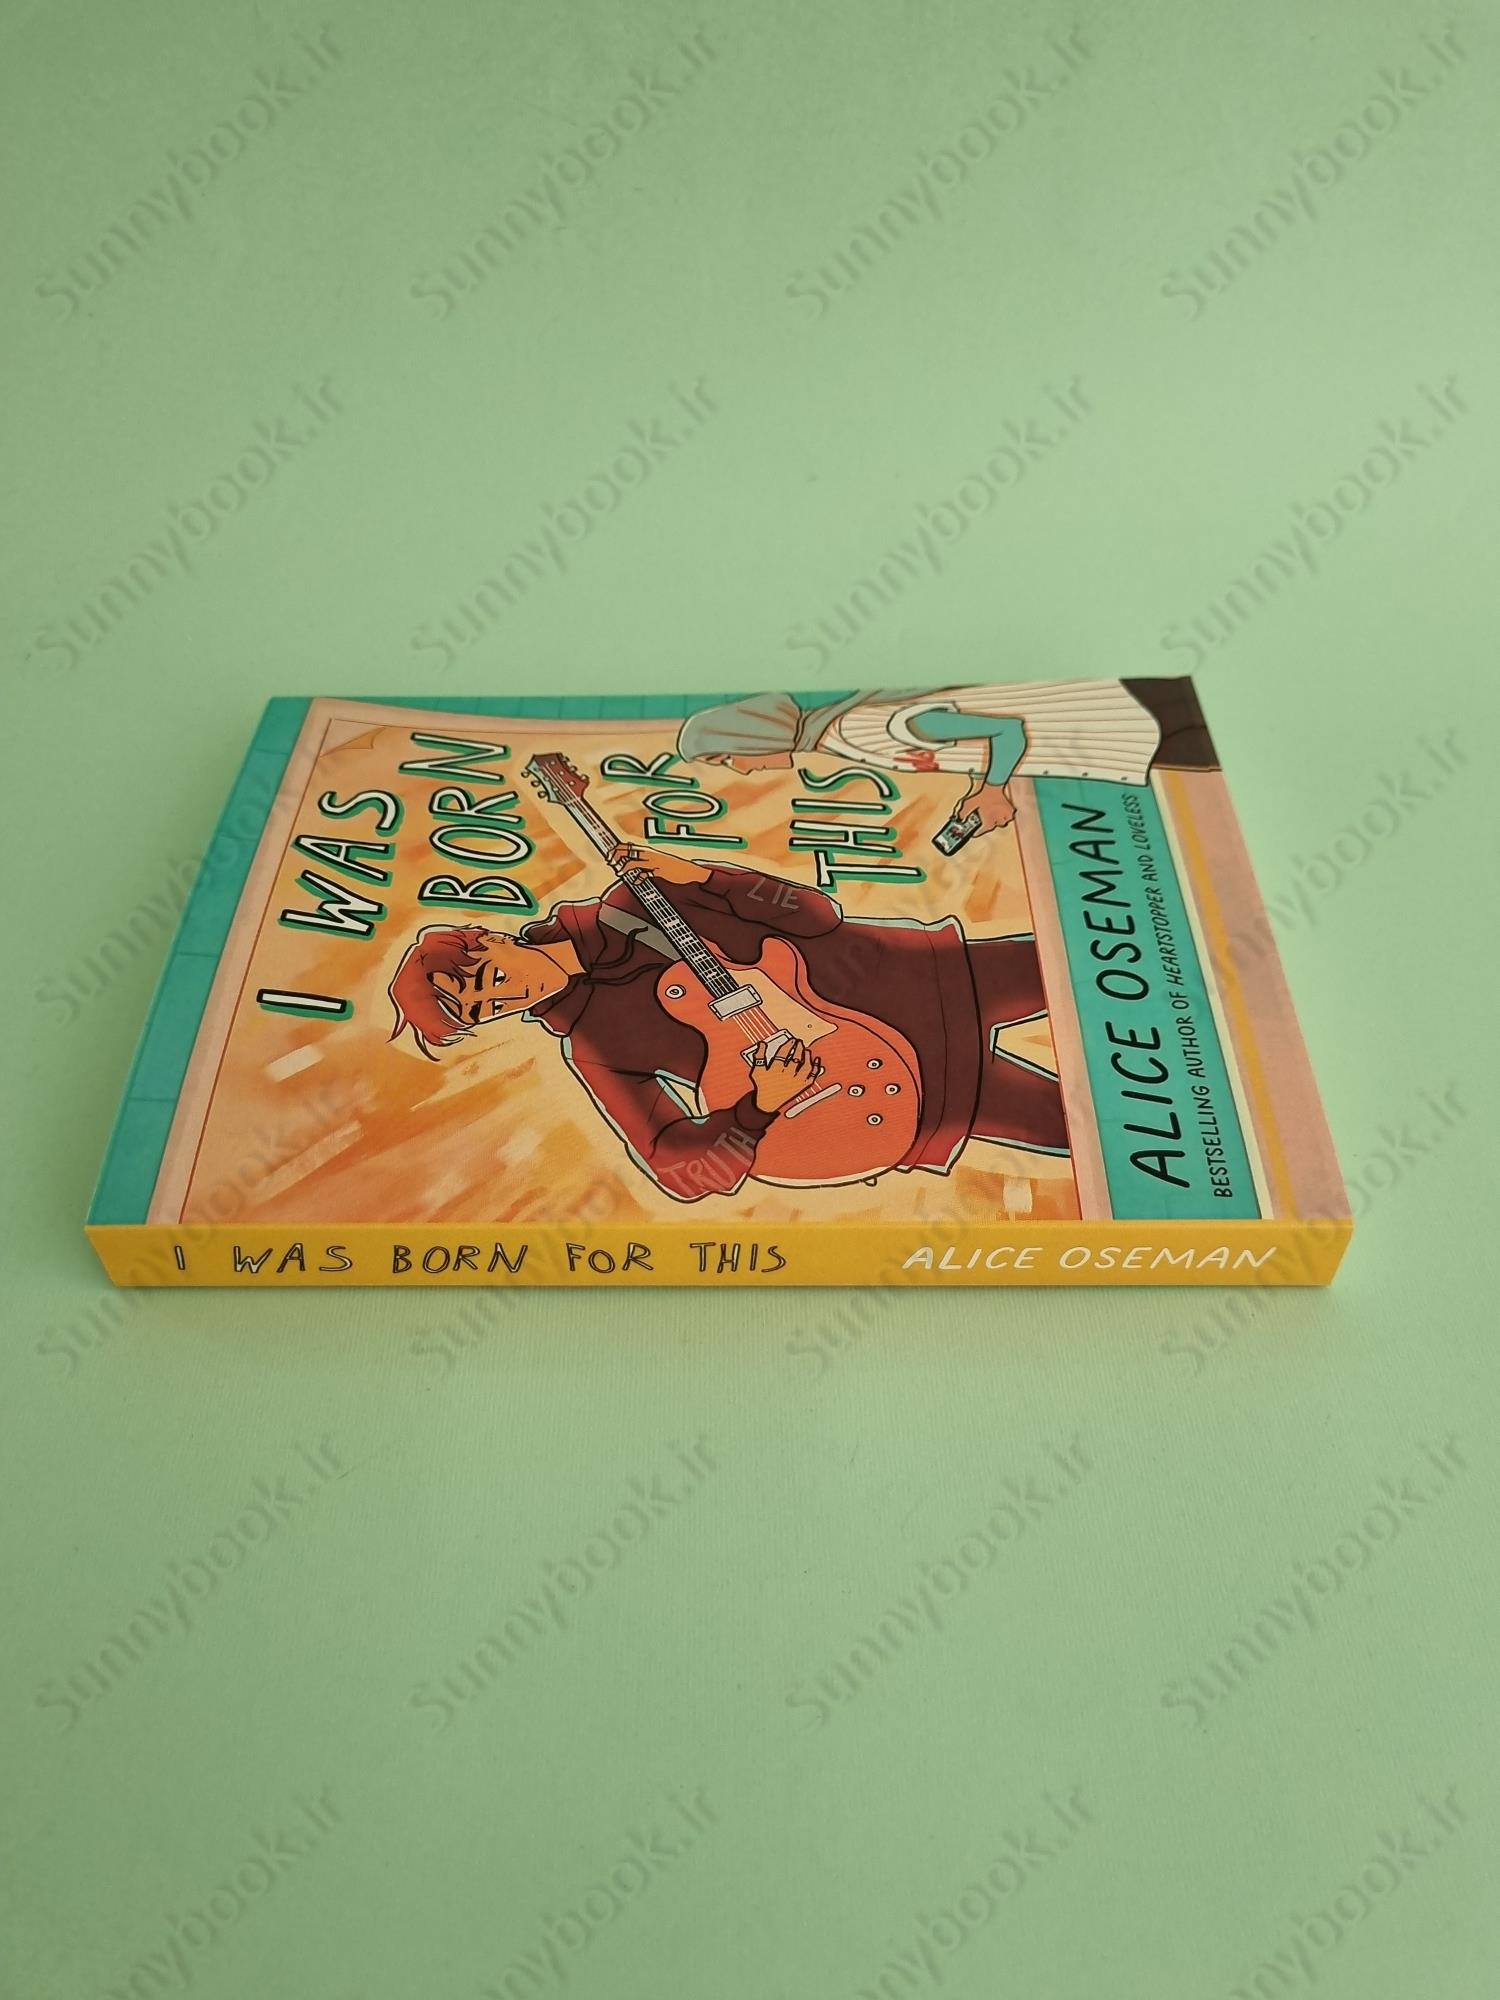 I WAS
BORN
FOR
THIS
LIE
TRUTH
ALICE OSEMAN
BESTSELLING AUTHOR OF HEARTSTOPPER AND LOVELESS
I WAS BORN FOR THIS ALICE OSEMAN
Sunnybook.ir